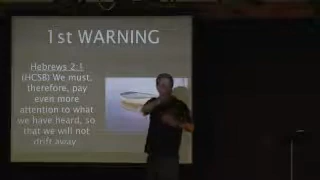 1st WARNING
Hebrews 2:1
(HCSB) We must,
therefore, pay
even more
attention to what
we have heard, so
that we will not
drift away